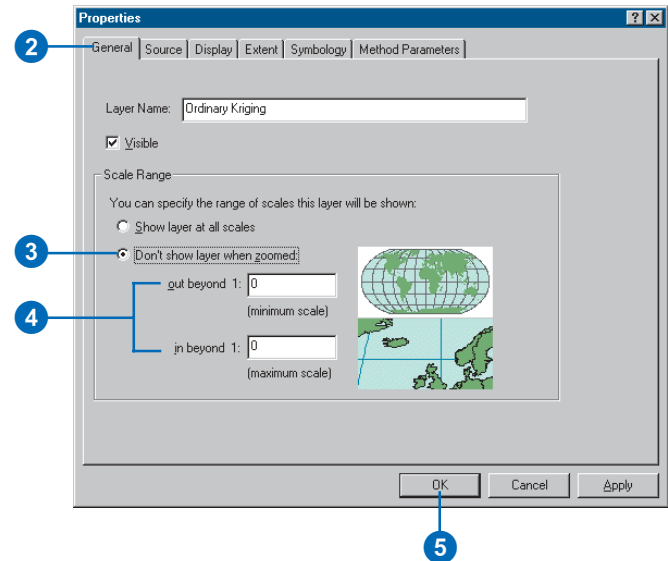 Properties
? ×
2
General Source Display Extent Symbology Method Parameters
Layer Name: Ordinary Kriging
Visible
Scale Range
You can specify the range of scales this layer will be shown:
Show layer at all scales
3
Don't show layer when zoomed:
out beyond 1: 0
(minimum scale)
4
in beyond 1: 0
(maximum scale)
OK Cancel Apply
5